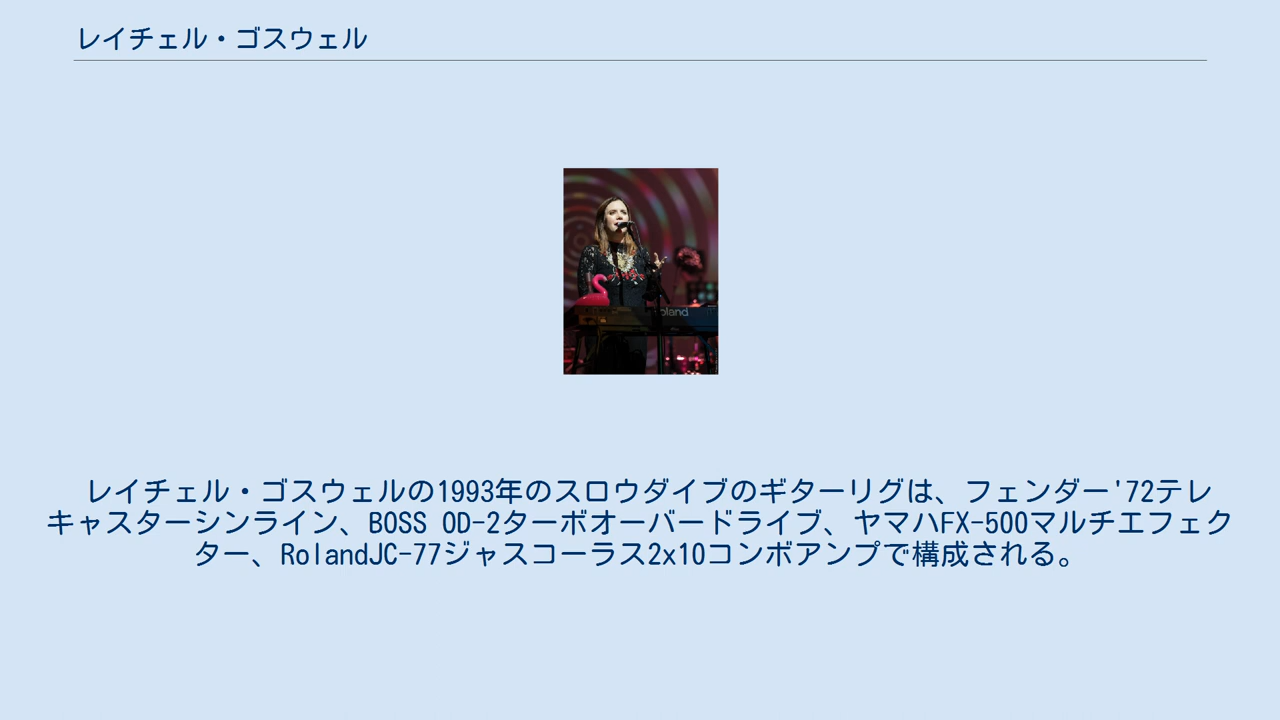 レイチェル・ゴスウェル
Roland
レイチェル・ゴスウェルの1993年のスロウダイブのギターリグは、フェンダー'72テレ
キャスターシンライン、BOSS OD-2ターボオーバードライブ、ヤマハFX-500マルチエフェク
ター、RolandJC-77ジャスコーラス2x10コンボアンプで構成される。